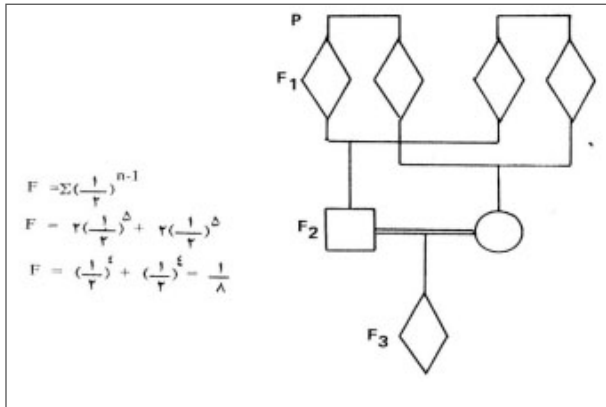 P
F₁
F = Σ(۱/۲)ⁿ⁻¹
F = ۲(۱/۲)^۵ + ۲(۱/۲)^۵
F = (۱/۲)^٤ + (۱/۲)^٤ = ۱/۸
F₂
F₃